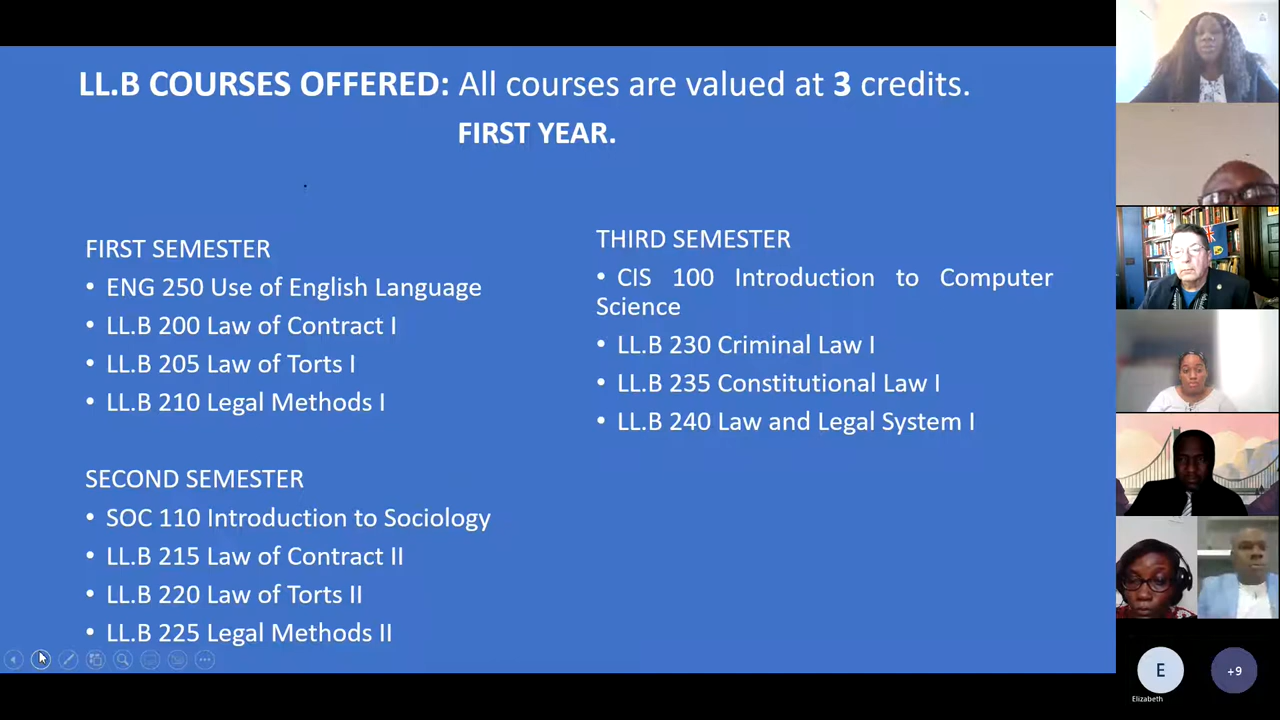 LL.B COURSES OFFERED: All courses are valued at 3 credits.
FIRST YEAR.
FIRST SEMESTER
• ENG 250 Use of English Language
• LL.B 200 Law of Contract I
• LL.B 205 Law of Torts I
• LL.B 210 Legal Methods I
SECOND SEMESTER
• SOC 110 Introduction to Sociology
• LL.B 215 Law of Contract II
• LL.B 220 Law of Torts II
• LL.B 225 Legal Methods II
THIRD SEMESTER
• CIS 100 Introduction to Computer
Science
• LL.B 230 Criminal Law I
• LL.B 235 Constitutional Law I
• LL.B 240 Law and Legal System I
E
Elizabeth
+9